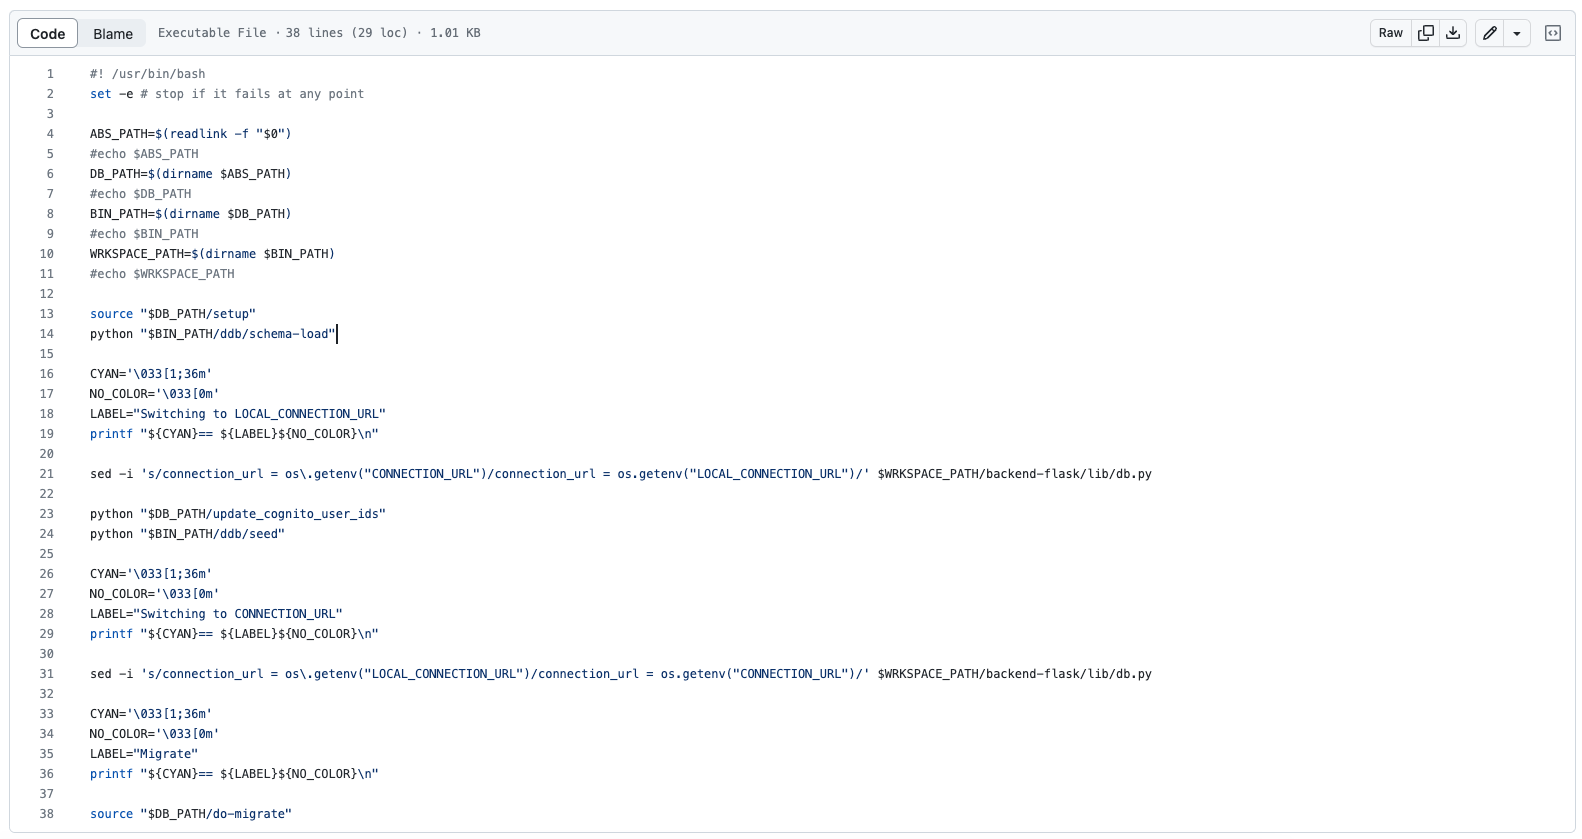 Code Blame Executable File · 38 lines (29 loc) · 1.01 KB Raw
1 #! /usr/bin/bash
2 set -e # stop if it fails at any point
3
4 ABS_PATH=$(readlink -f "$0")
5 #echo $ABS_PATH
6 DB_PATH=$(dirname $ABS_PATH)
7 #echo $DB_PATH
8 BIN_PATH=$(dirname $DB_PATH)
9 #echo $BIN_PATH
10 WRKSPACE_PATH=$(dirname $BIN_PATH)
11 #echo $WRKSPACE_PATH
12
13 source "$DB_PATH/setup"
14 python "$BIN_PATH/ddb/schema-load"
15
16 CYAN='\033[1;36m'
17 NO_COLOR='\033[0m'
18 LABEL="Switching to LOCAL_CONNECTION_URL"
19 printf "${CYAN}== ${LABEL}${NO_COLOR}\n"
20
21 sed -i 's/connection_url = os\.getenv("CONNECTION_URL")/connection_url = os.getenv("LOCAL_CONNECTION_URL")/' $WRKSPACE_PATH/backend-flask/lib/db.py
22
23 python "$DB_PATH/update_cognito_user_ids"
24 python "$BIN_PATH/ddb/seed"
25
26 CYAN='\033[1;36m'
27 NO_COLOR='\033[0m'
28 LABEL="Switching to CONNECTION_URL"
29 printf "${CYAN}== ${LABEL}${NO_COLOR}\n"
30
31 sed -i 's/connection_url = os\.getenv("LOCAL_CONNECTION_URL")/connection_url = os.getenv("CONNECTION_URL")/' $WRKSPACE_PATH/backend-flask/lib/db.py
32
33 CYAN='\033[1;36m'
34 NO_COLOR='\033[0m'
35 LABEL="Migrate"
36 printf "${CYAN}== ${LABEL}${NO_COLOR}\n"
37
38 source "$DB_PATH/do-migrate"